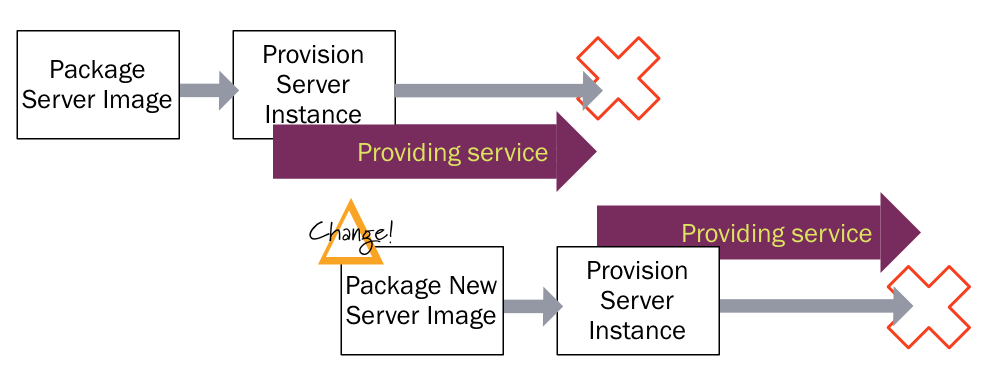 Package
Server Image
Provision
Server
Instance
Providing service
Change!
Package New
Server Image
Provision
Server
Instance
Providing service